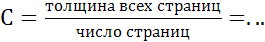 С = толщина всех страниц / число страниц =...